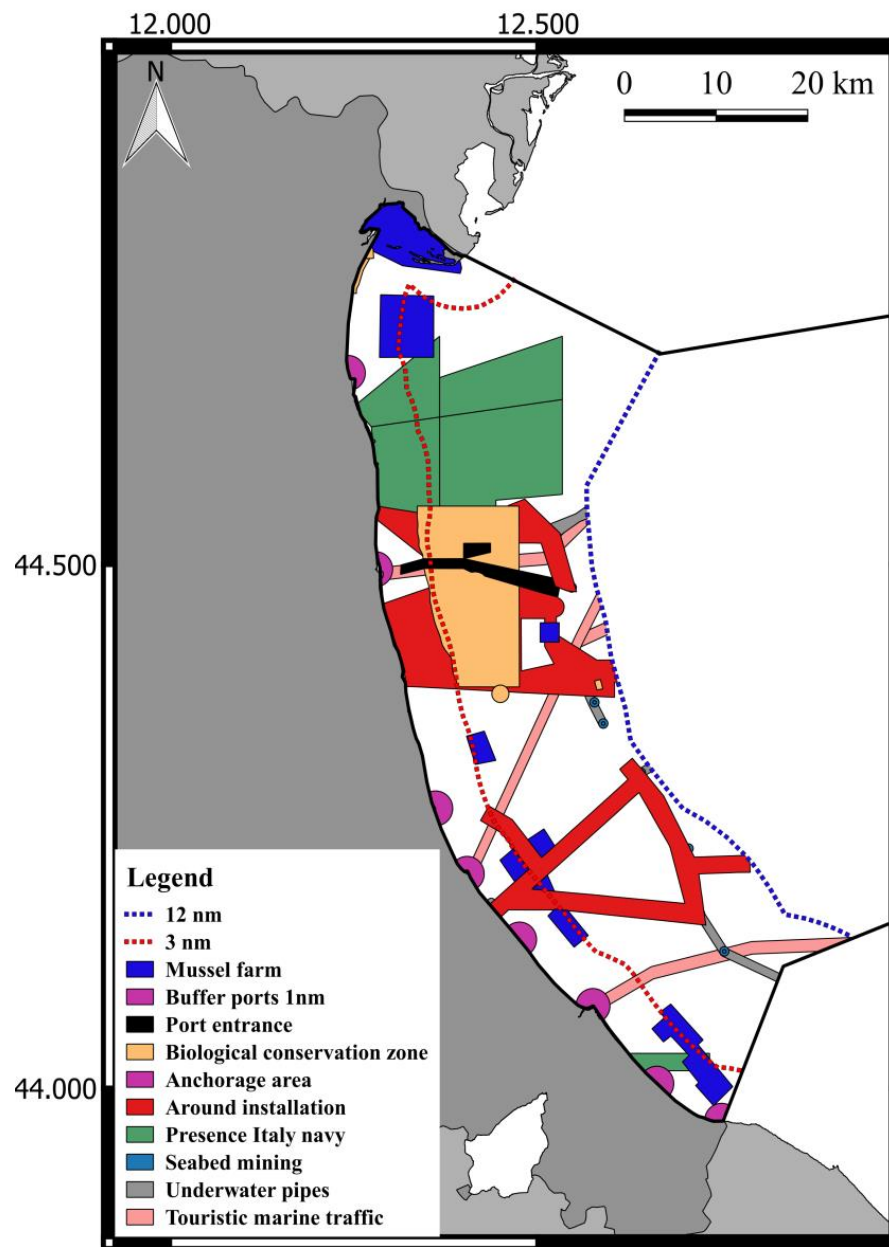 12.000 12.500
N
0 10 20 km
44.500
44.000
Legend
12 nm
3 nm
Mussel farm
Buffer ports 1nm
Port entrance
Biological conservation zone
Anchorage area
Around installation
Presence Italy navy
Seabed mining
Underwater pipes
Touristic marine traffic